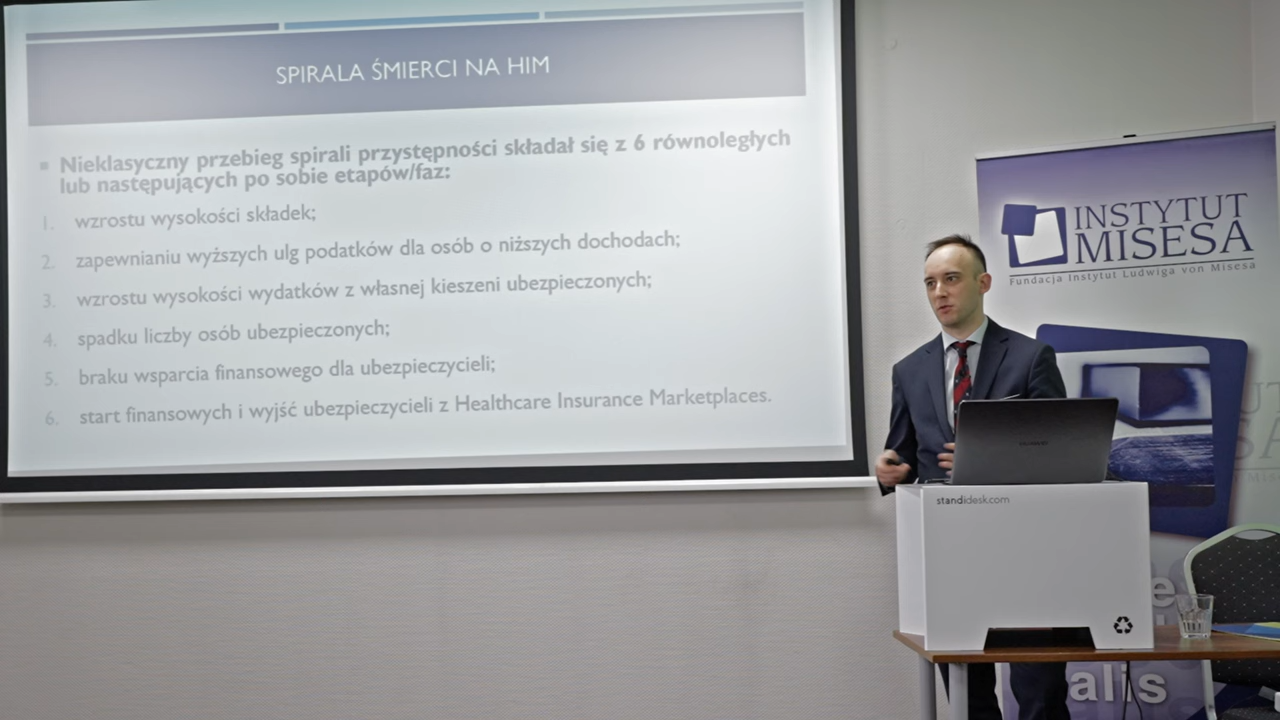 SPIRALA ŚMIERCI NA HIM
▪ Nieklasyczny przebieg spirali przystępności składał się z 6 równoległych
lub następujących po sobie etapów/faz:
1. wzrostu wysokości składek;
2. zapewnianiu wyższych ulg podatków dla osób o niższych dochodach;
3. wzrostu wysokości wydatków z własnej kieszeni ubezpieczonych;
4. spadku liczby osób ubezpieczonych;
5. braku wsparcia finansowego dla ubezpieczycieli;
6. strat finansowych i wyjść ubezpieczycieli z Healthcare Insurance Marketplaces.
INSTYTUT
MISESA
Fundacja Instytut Ludwiga von Misesa
HUAWEI
standidesk.com
e
alis